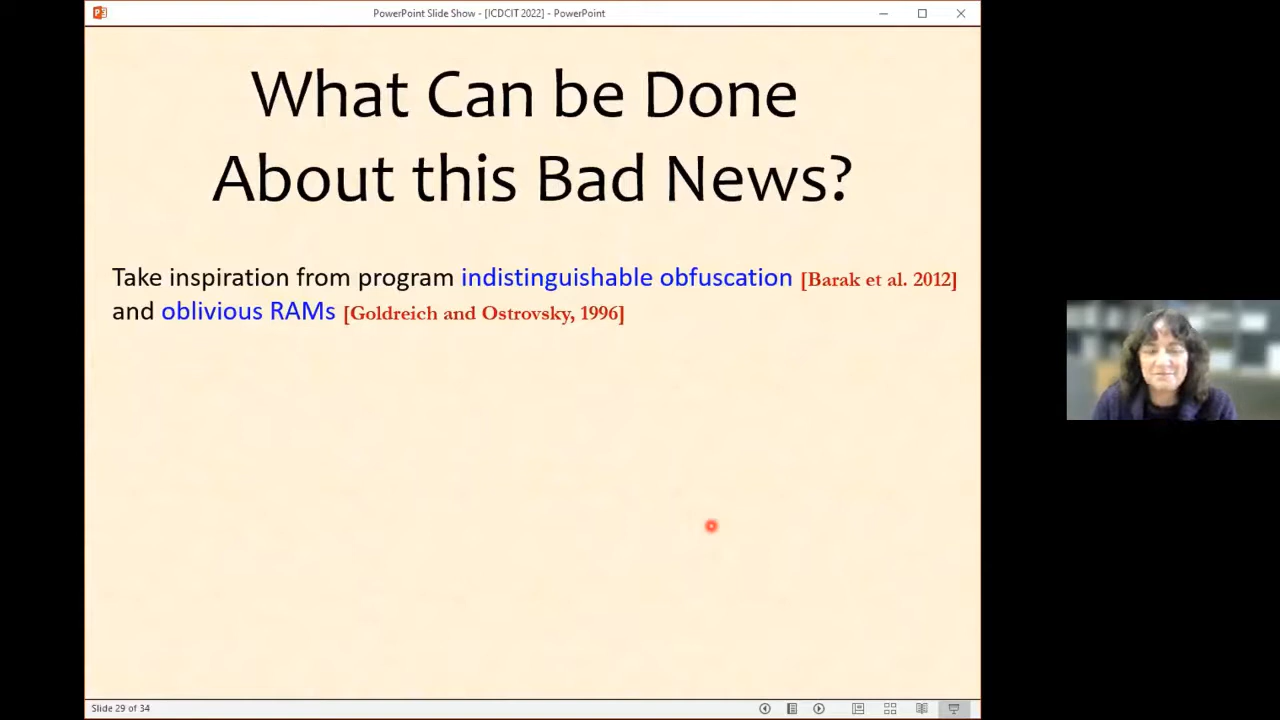 PowerPoint Slide Show - [ICDCIT 2022] - PowerPoint
What Can be Done
About this Bad News?
Take inspiration from program indistinguishable obfuscation [Barak et al. 2012]
and oblivious RAMs [Goldreich and Ostrovsky, 1996]
Slide 29 of 34